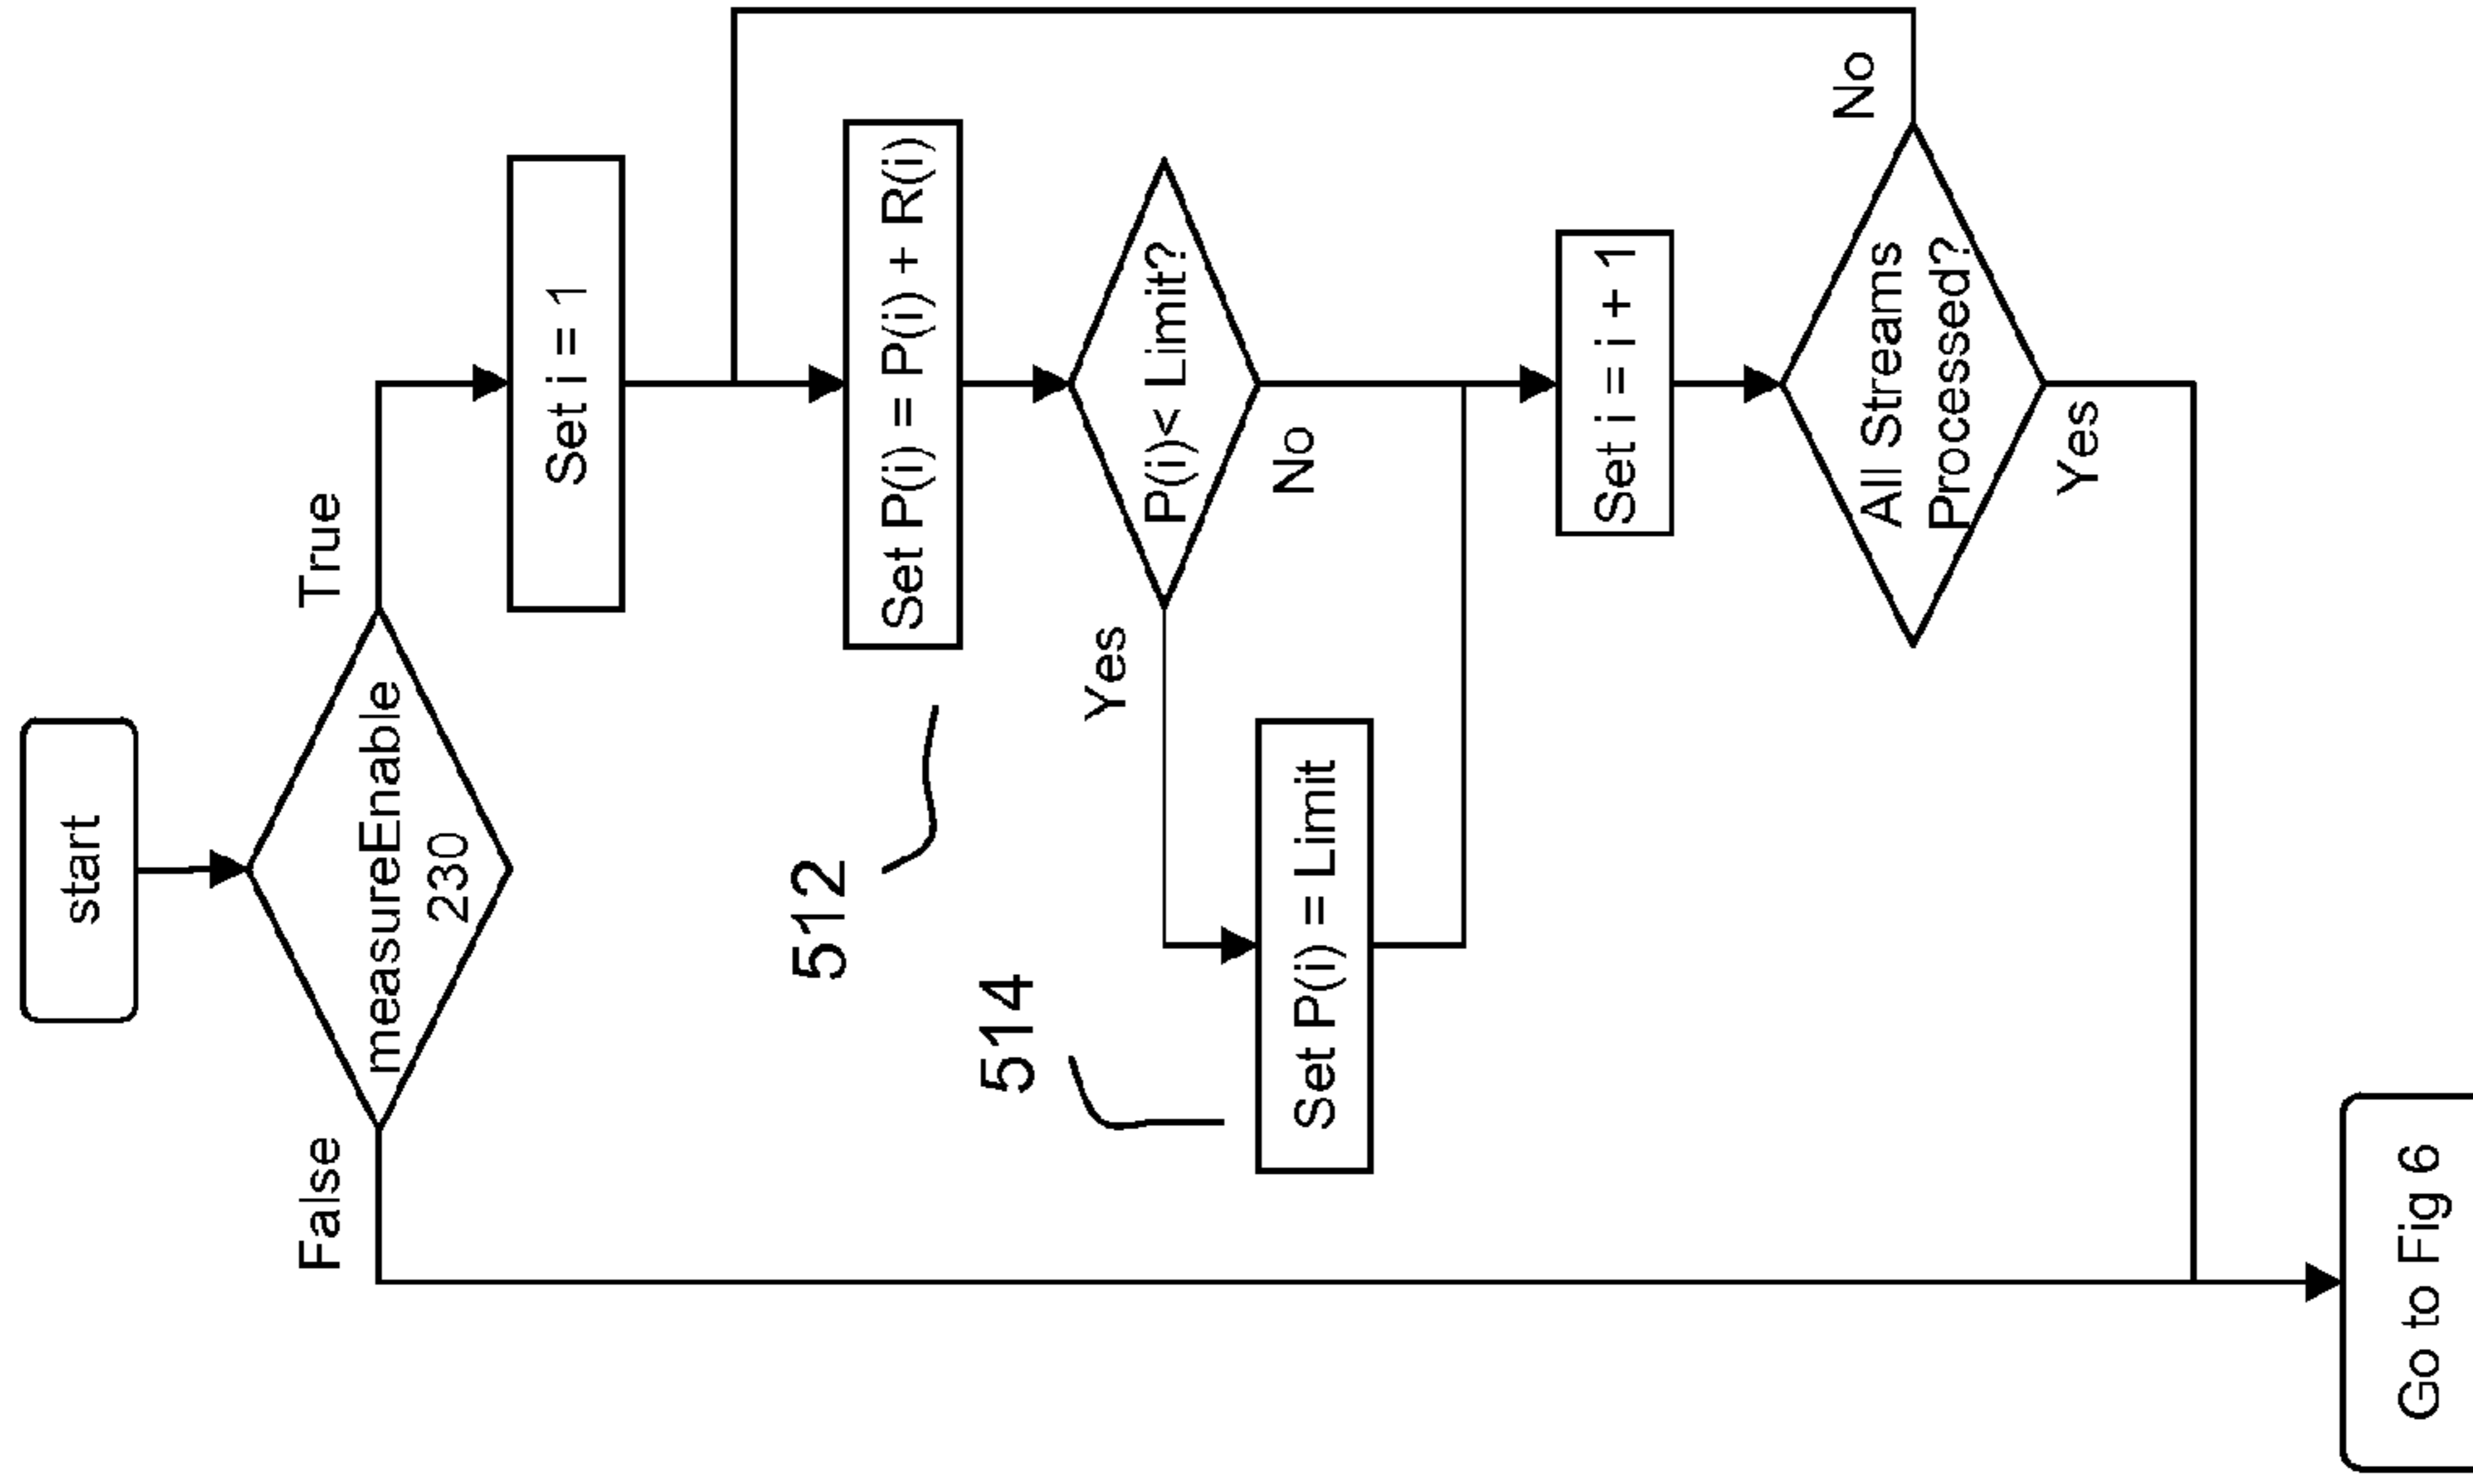 start
measureEnable
230
False
True
Set i = 1
512
Set P(i) = P(i) + R(i)
P(i)< Limit?
Yes
No
514
Set P(i) = Limit
Set i = i + 1
All Streams
Processed?
No
Yes
Go to Fig 6